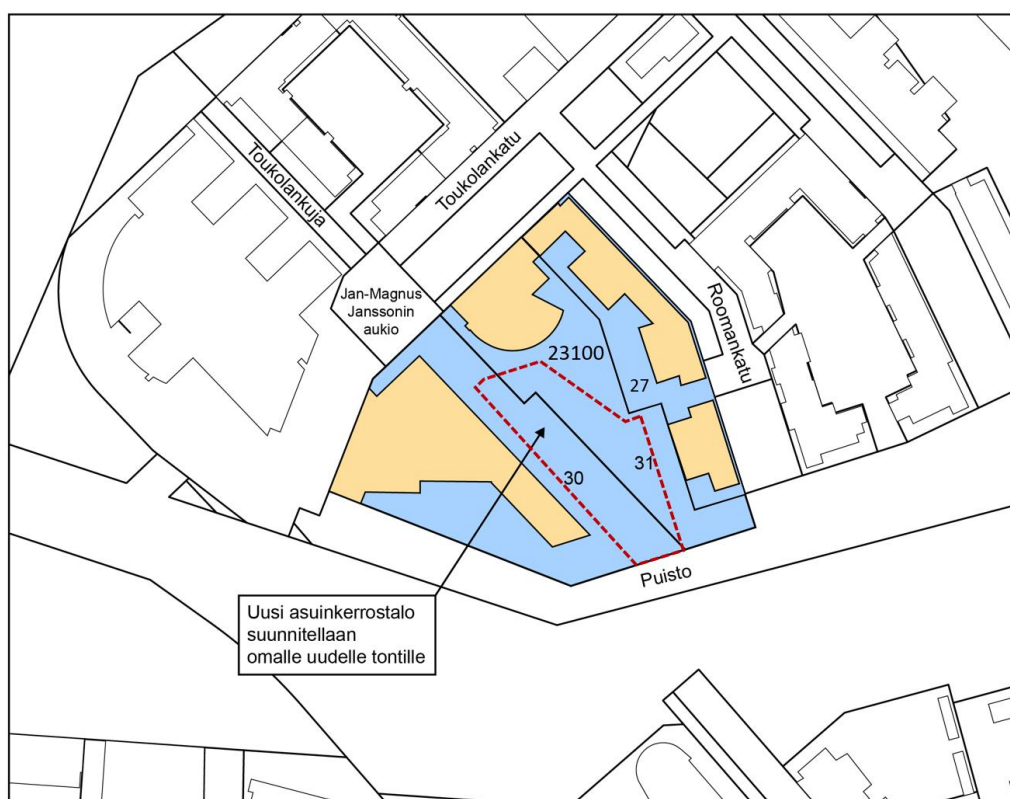 Toukolankuja
Toukolankatu
Jan-Magnus
Janssonin
aukio
Roomankatu
23100
27
31
30
Puisto
Uusi asuinkerrostalo
suunnitellaan
omalle uudelle tontille